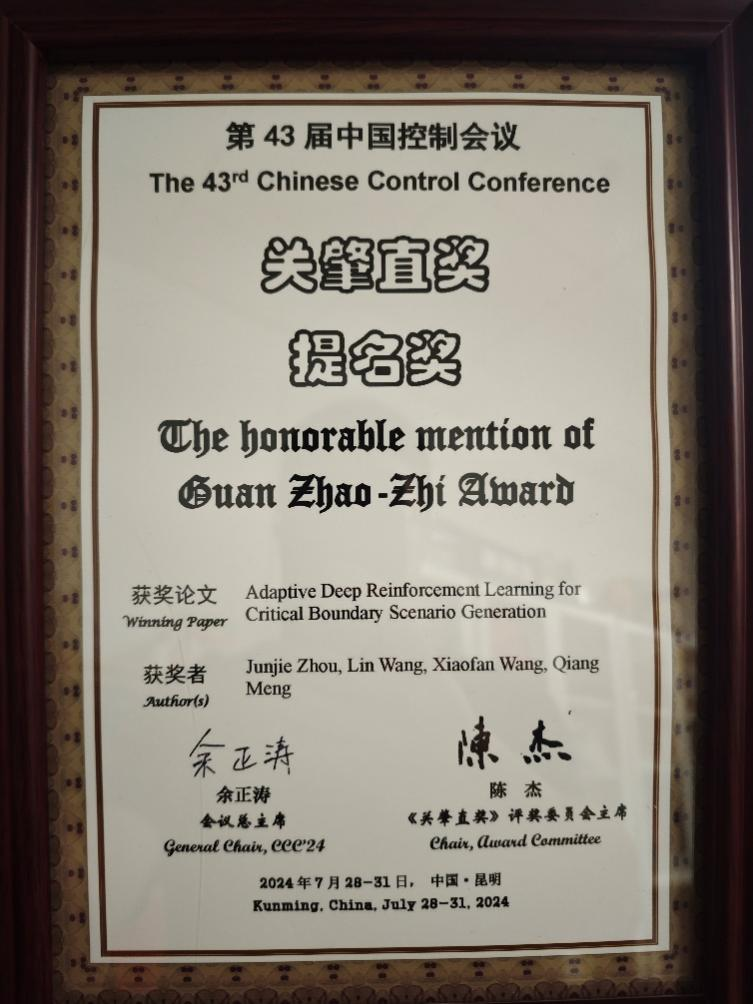 第 43 届中国控制会议
The 43rd Chinese Control Conference
关肇直奖
提名奖
The honorable mention of
Guan Zhao-Zhi Award
获奖论文
Winning Paper
Adaptive Deep Reinforcement Learning for
Critical Boundary Scenario Generation
获奖者
Author(s)
Junjie Zhou, Lin Wang, Xiaofan Wang, Qiang
Meng
余正涛
陳杰
余正涛
陈 杰
会议总主席
《关肇直奖》评奖委员会主席
General Chair, CCC'24
Chair, Award Committee
2024 年 7 月 28-31 日， 中国·昆明
Kunming, China, July 28-31, 2024